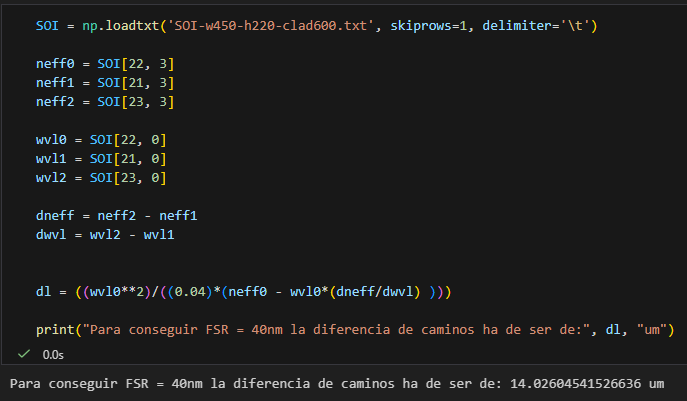 SOI = np.loadtxt('SOI-w450-h220-clad600.txt', skiprows=1, delimiter='\t')
neff0 = SOI[22, 3]
neff1 = SOI[21, 3]
neff2 = SOI[23, 3]
wvl0 = SOI[22, 0]
wvl1 = SOI[21, 0]
wvl2 = SOI[23, 0]
dneff = neff2 - neff1
dwvl = wvl2 - wvl1
dl = ((wvl0**2)/((0.04)*(neff0 - wvl0*(dneff/dwvl) )))
print("Para conseguir FSR = 40nm la diferencia de caminos ha de ser de:", dl, "um")
0.0s
Para conseguir FSR = 40nm la diferencia de caminos ha de ser de: 14.02604541526636 um